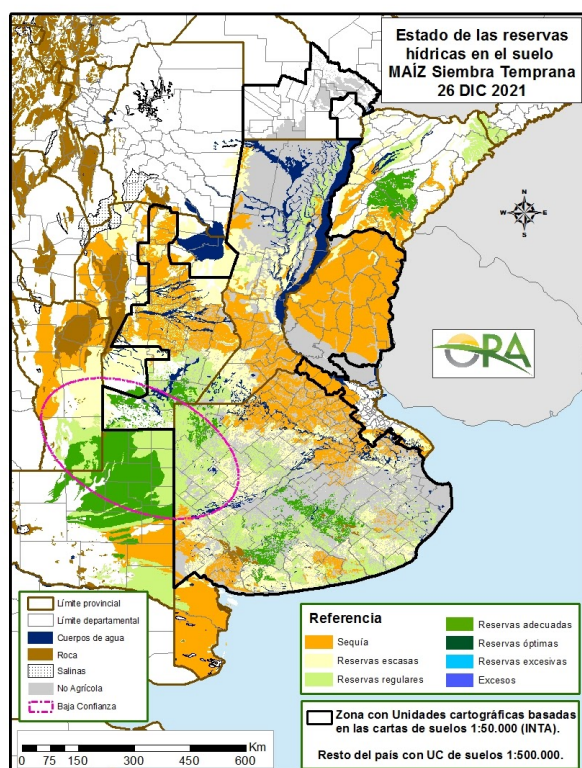 Estado de las reservas
hídricas en el suelo
MAÍZ Siembra Temprana
26 DIC 2021
N
W
E
S
ORA
Límite provincial
Límite departamental
Cuerpos de agua
Roca
Salinas
No Agrícola
Baja Confianza
Referencia
Sequía
Reservas escasas
Reservas regulares
Reservas adecuadas
Reservas óptimas
Reservas excesivas
Excesos
Zona con Unidades cartográficas basadas
en las cartas de suelos 1:50.000 (INTA).
Resto del país con UC de suelos 1:500.000.
0 75 150 300 450 600 Km